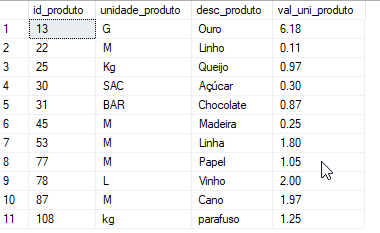 id_produto unidade_produto desc_produto val_uni_produto
1 13 G Ouro 6.18
2 22 M Linho 0.11
3 25 Kg Queijo 0.97
4 30 SAC Açúcar 0.30
5 31 BAR Chocolate 0.87
6 45 M Madeira 0.25
7 53 M Linha 1.80
8 77 M Papel 1.05
9 78 L Vinho 2.00
10 87 M Cano 1.97
11 108 kg parafuso 1.25